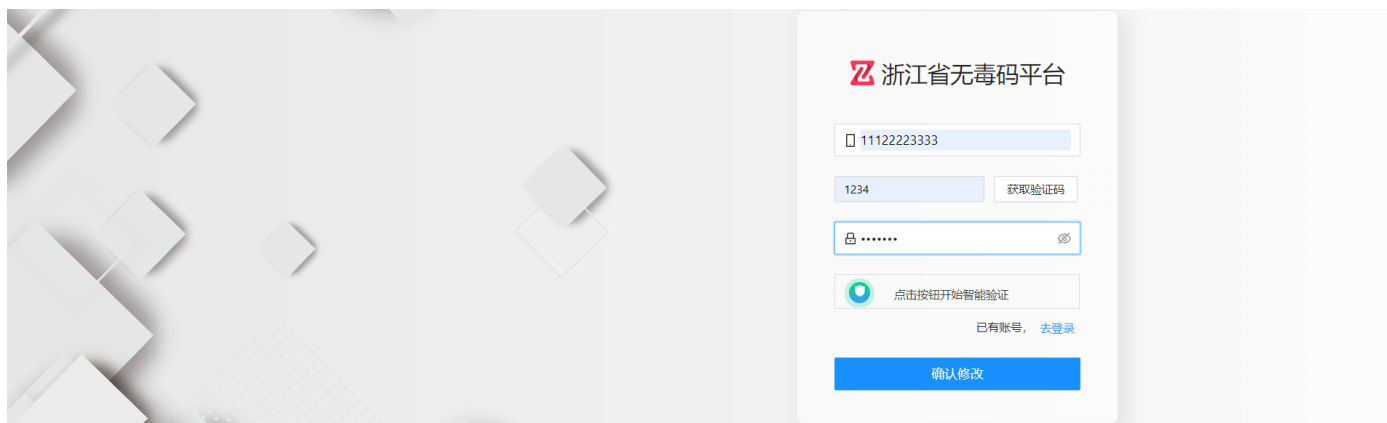 浙江省无毒码平台
11122223333
1234 获取验证码
•••••••
点击按钮开始智能验证
已有账号， 去登录
确认修改